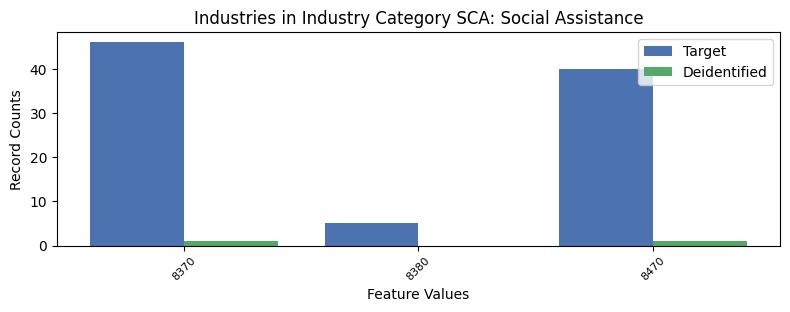 Industries in Industry Category SCA: Social Assistance
Target
Deidentified
Record Counts
40
30
20
10
0
8370
8380
8470
Feature Values